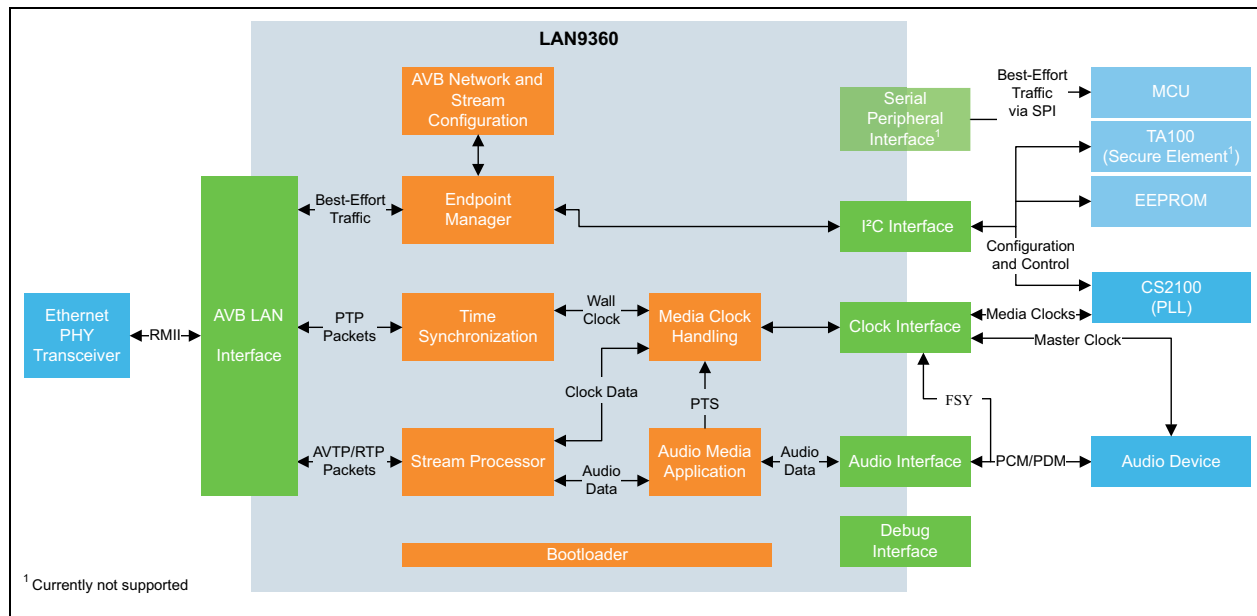 LAN9360
AVB Network and
Stream
Configuration
Serial
Peripheral
Interface¹
Best-Effort
Traffic
via SPI
MCU
TA100
(Secure Element¹)
EEPROM
Best-Effort
Traffic
Endpoint
Manager
I²C Interface
Configuration
and Control
CS2100
(PLL)
Ethernet
PHY
Transceiver
RMII
AVB LAN
Interface
PTP
Packets
Time
Synchronization
Wall
Clock
Media Clock
Handling
Clock Interface
Media Clocks
Master Clock
Clock Data
PTS
FSY
AVTP/RTP
Packets
Stream Processor
Audio
Data
Audio Media
Application
Audio
Data
Audio Interface
PCM/PDM
Audio Device
Bootloader
Debug
Interface
¹ Currently not supported